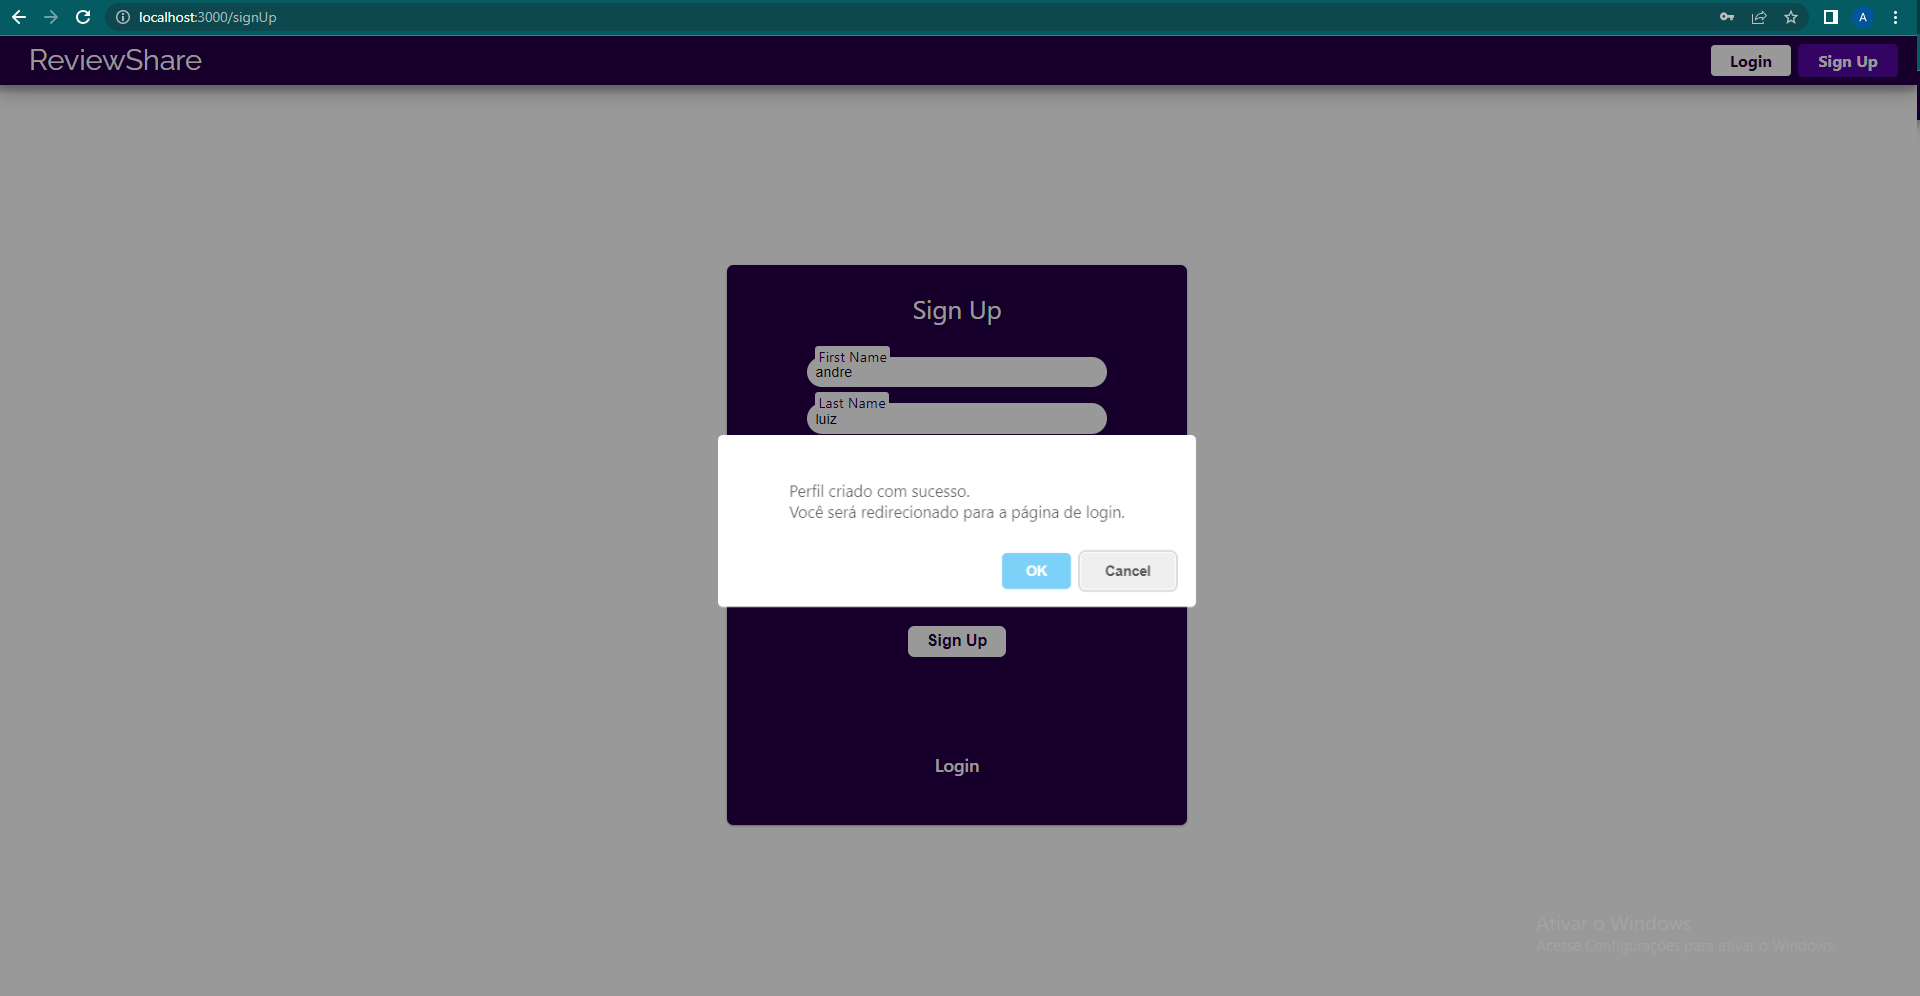 localhost:3000/signUp
A
ReviewShare
Login
Sign Up
Sign Up
First Name
andre
Last Name
luiz
Perfil criado com sucesso.
Você será redirecionado para a página de login.
OK
Cancel
Sign Up
Login
Ativar o Windows
Acesse Configurações para ativar o Windows.